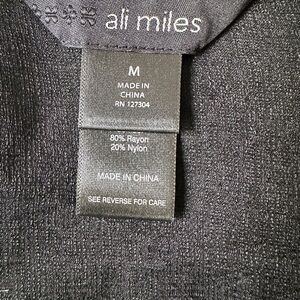 ali miles
M
MADE IN
CHINA
RN 127304
80% Rayon
20% Nylon
MADE IN CHINA
SEE REVERSE FOR CARE